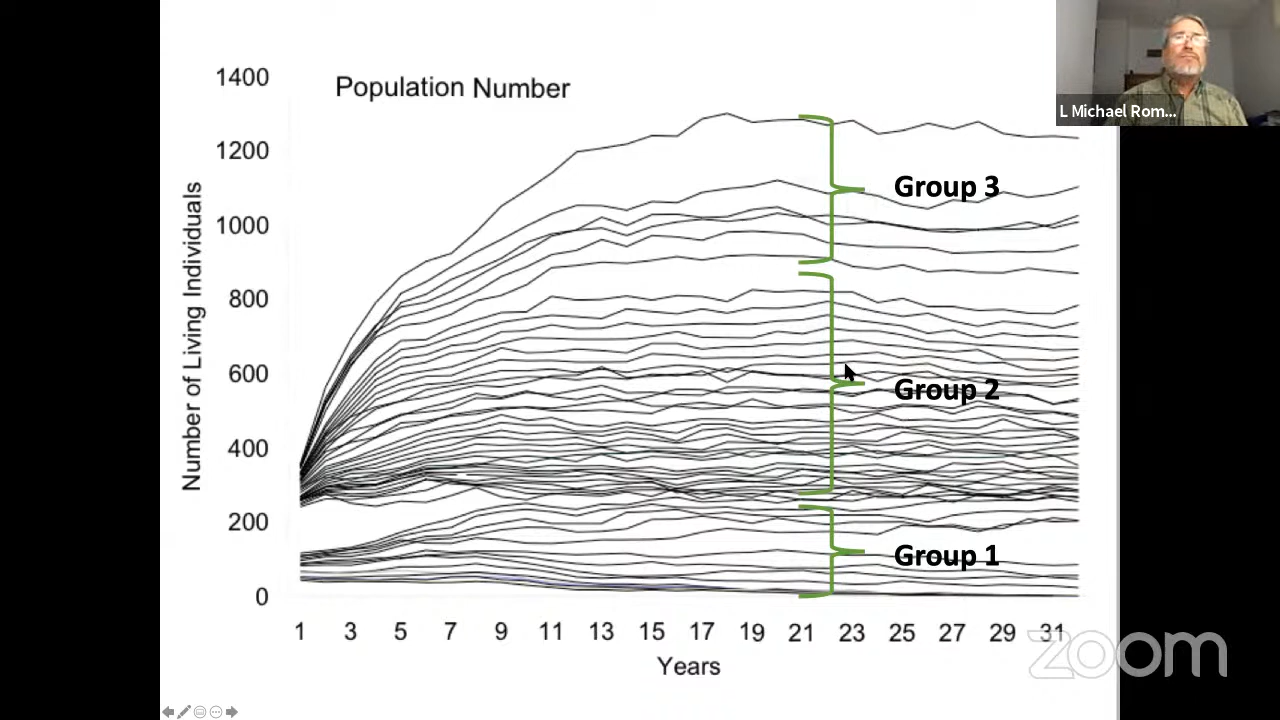 Population Number
1400
1200
1000
800
600
400
200
0
Number of Living Individuals
Group 3
Group 2
Group 1
1 3 5 7 9 11 13 15 17 19 21 23 25 27 29 31
Years
L Michael Rom...
zoom